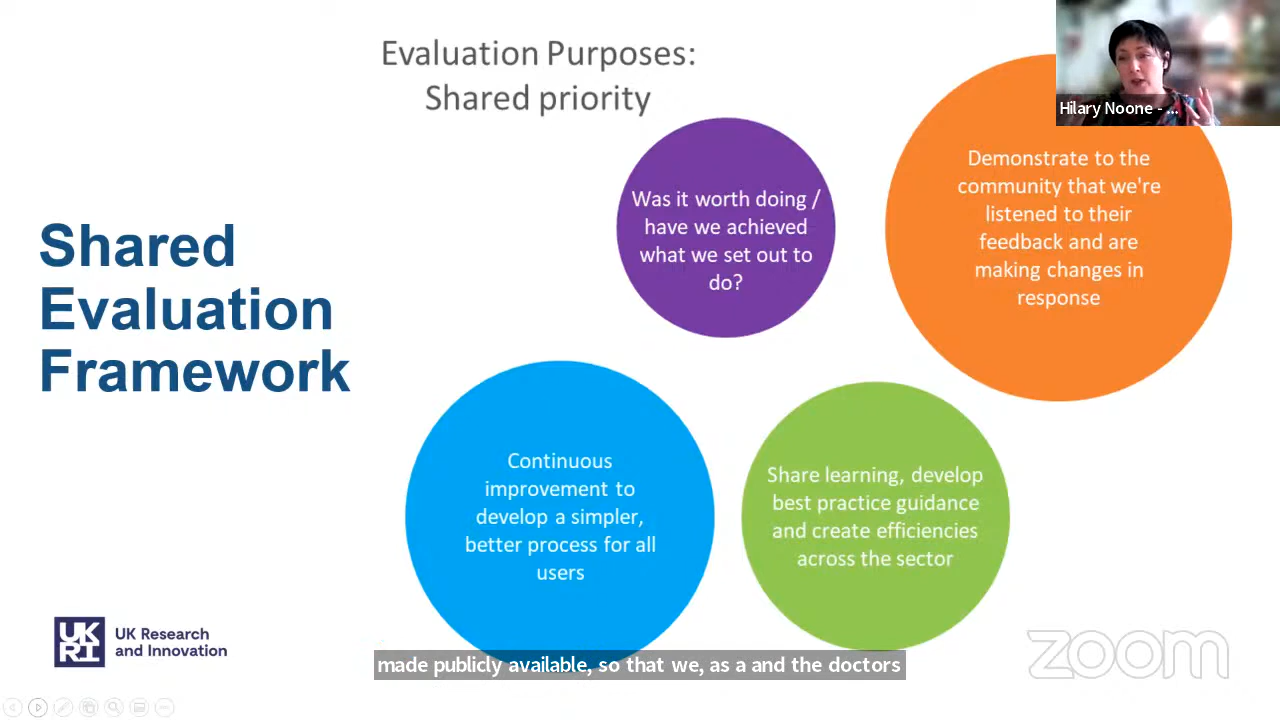 Evaluation Purposes:
Shared priority
Hilary Noone - ...
Shared
Evaluation
Framework
Was it worth doing /
have we achieved
what we set out to
do?
Demonstrate to the
community that we're
listened to their
feedback and are
making changes in
response
Continuous
improvement to
develop a simpler,
better process for all
users
Share learning, develop
best practice guidance
and create efficiencies
across the sector
UK
RI
UK Research
and Innovation
zoom
made publicly available, so that we, as a and the doctors